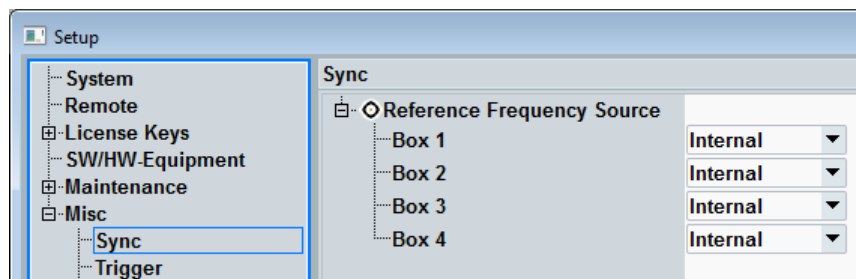 Setup
System
Remote
License Keys
SW/HW-Equipment
Maintenance
Misc
Sync
Trigger
Sync
Reference Frequency Source
Box 1 Internal
Box 2 Internal
Box 3 Internal
Box 4 Internal